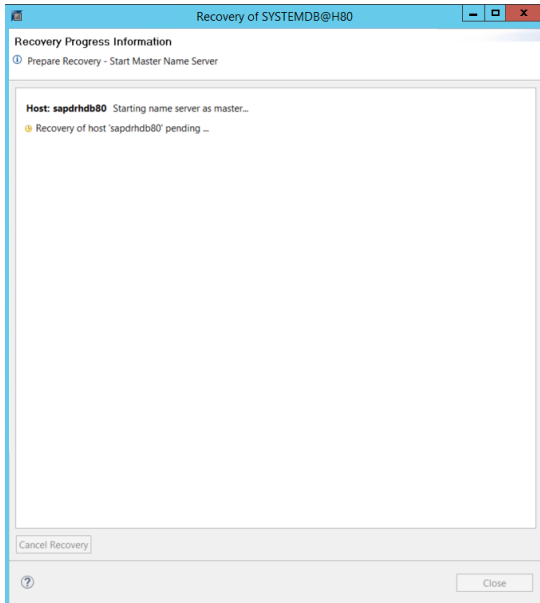 Recovery of SYSTEMDB@H80
Recovery Progress Information
Prepare Recovery - Start Master Name Server
Host: sapdrhdb80 Starting name server as master...
Recovery of host 'sapdrhdb80' pending ...
Cancel Recovery
Close